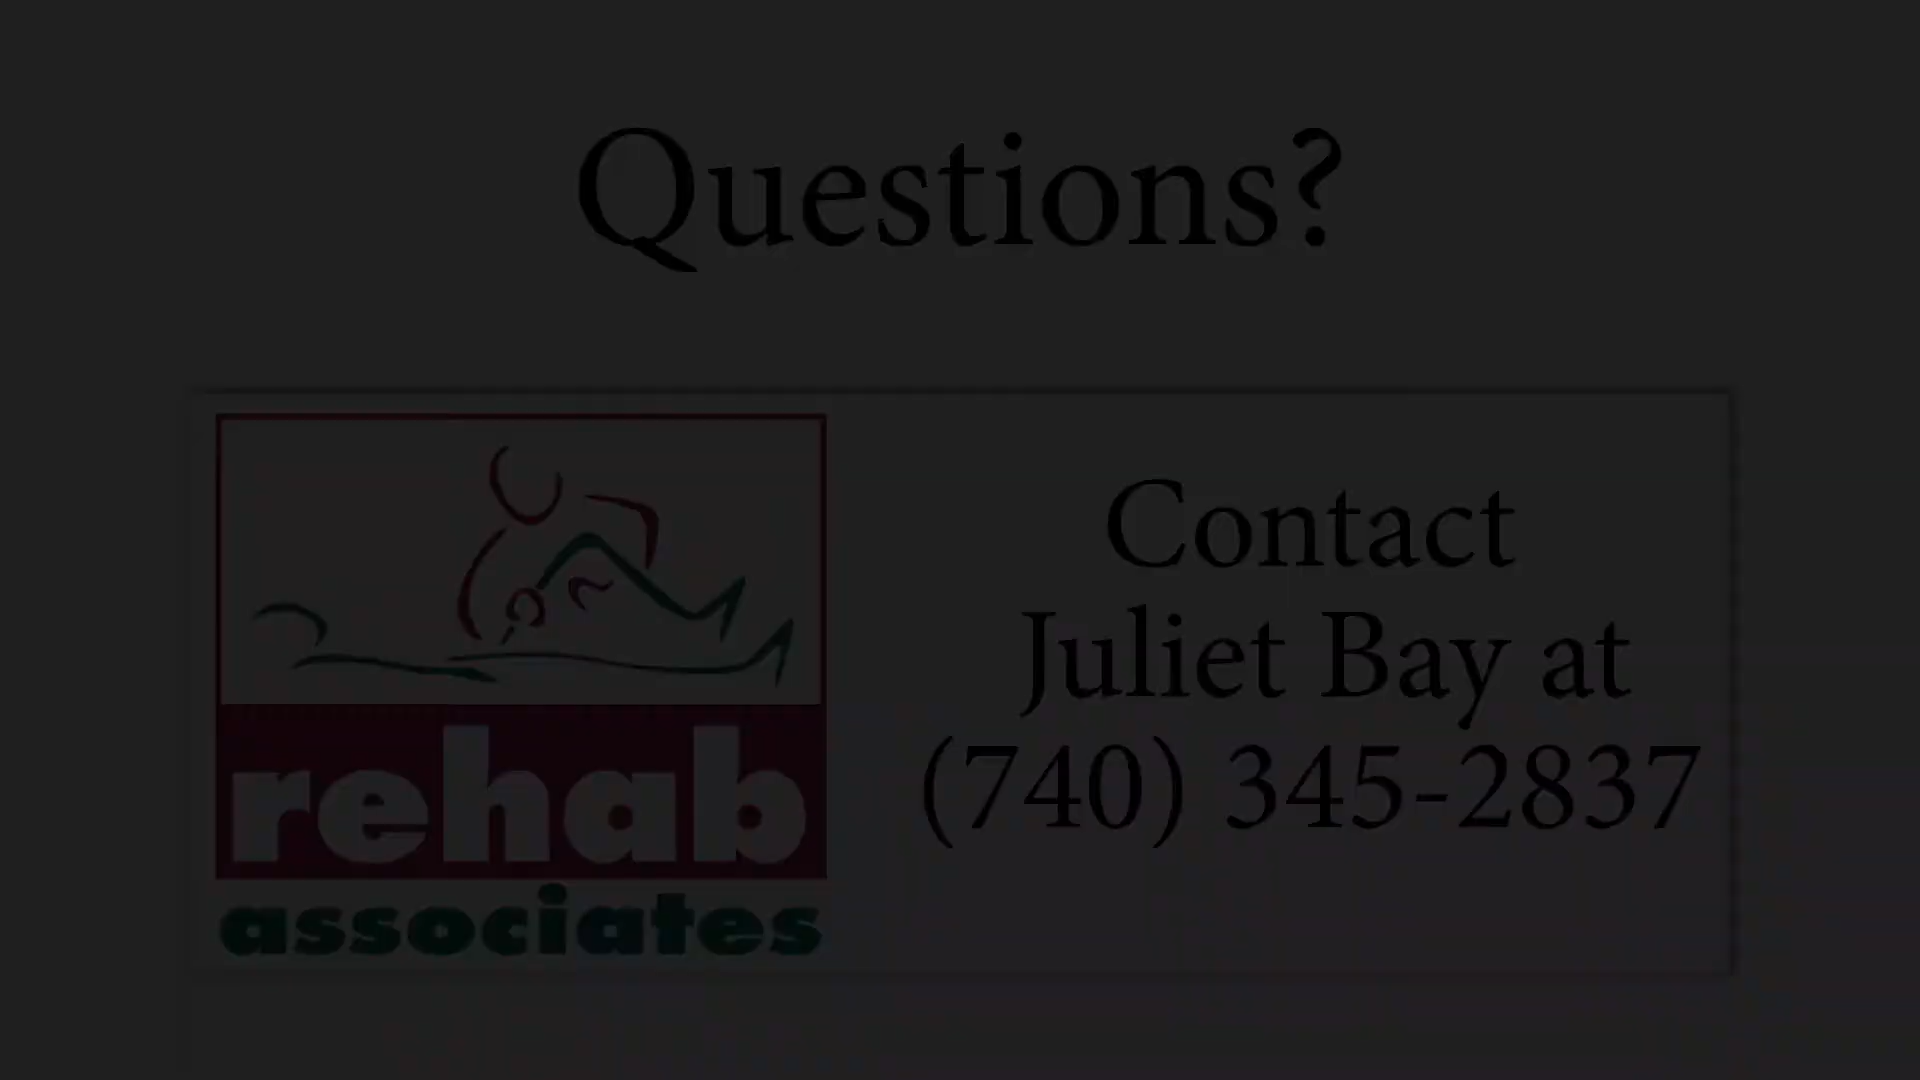 Questions?
Contact
Juliet Bay at
(740) 345-2837
rehab
associates